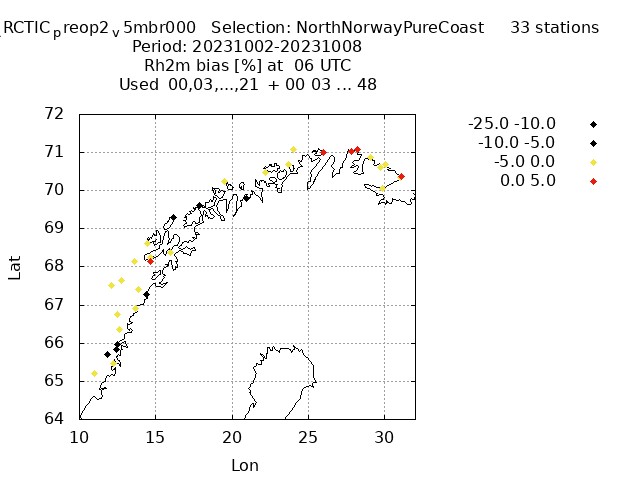 RCTIC preop2 v 5mbr000 Selection: NorthNorwayPureCoast 33 stations
Period: 20231002-20231008
Rh2m bias [%] at 06 UTC
Used 00,03,...,21 + 00 03 ... 48
-25.0 -10.0
-10.0 -5.0
-5.0 0.0
0.0 5.0
72
71
70
69
68
67
66
65
64
Lat
10 15 20 25 30
Lon